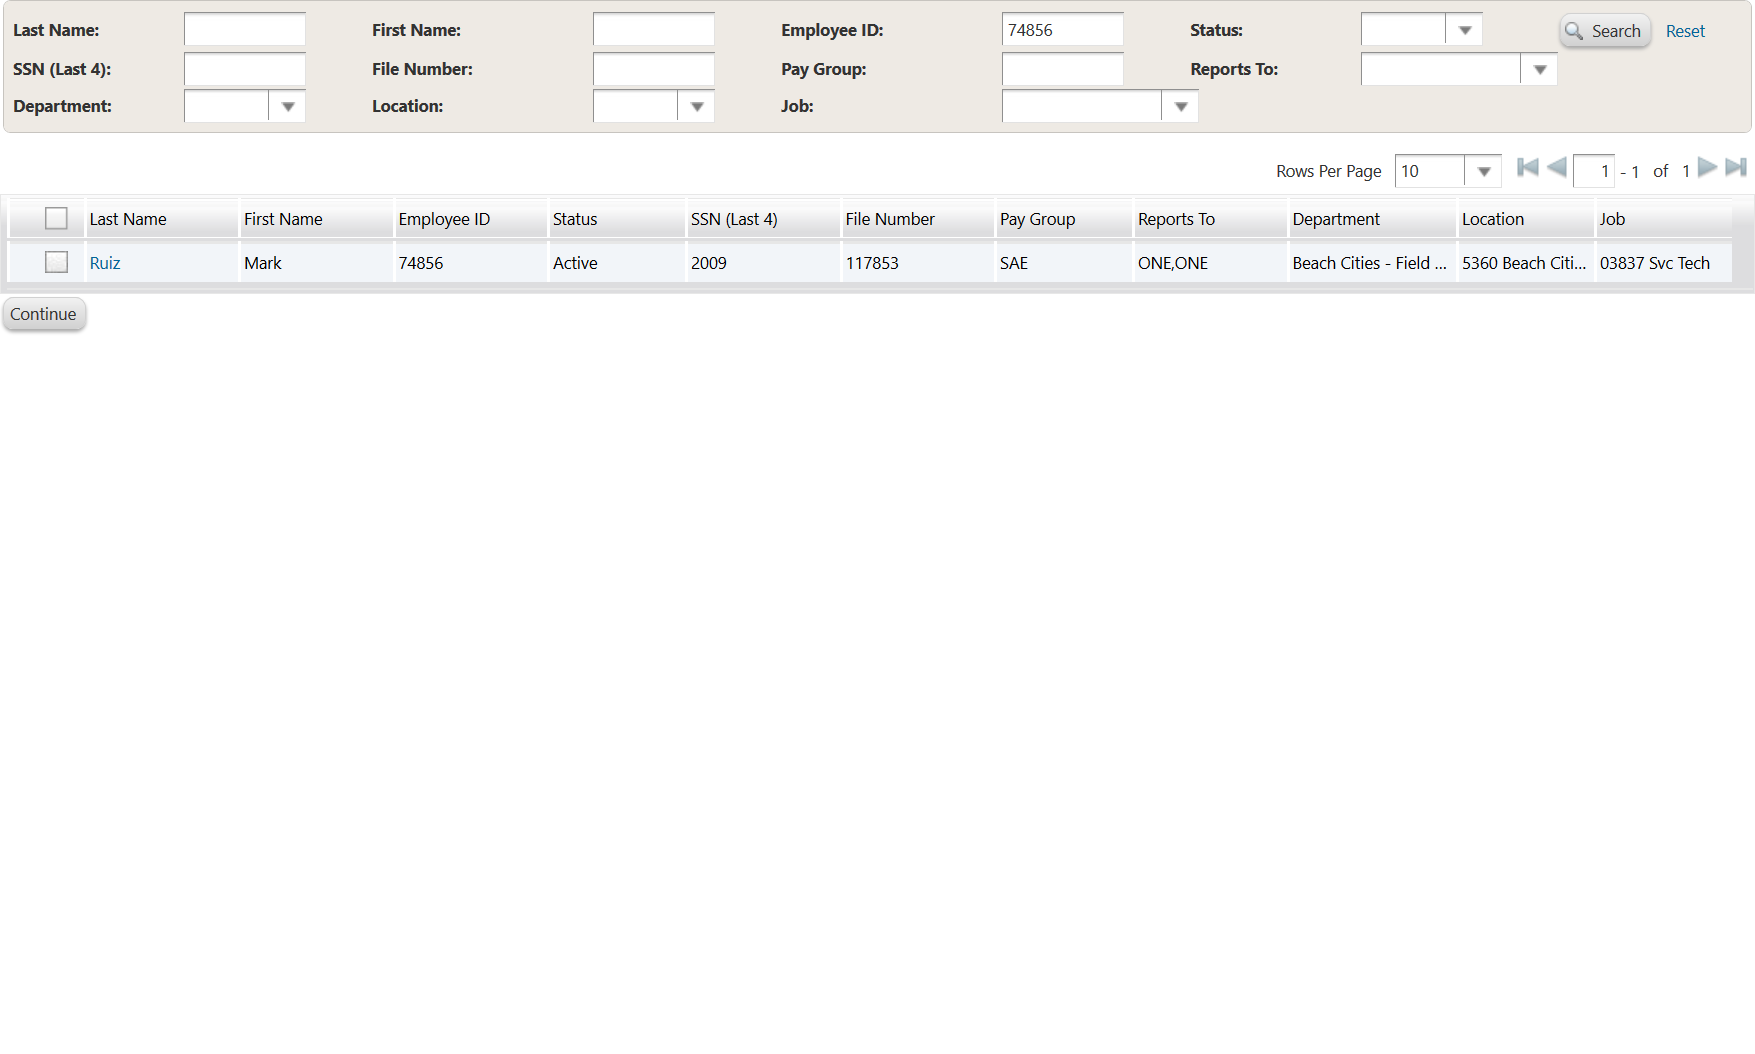 Last Name: First Name: Employee ID: 74856 Status: Search Reset
SSN (Last 4): File Number: Pay Group: Reports To:
Department: Location: Job:
Rows Per Page 10 1 - 1 of 1
Last Name First Name Employee ID Status SSN (Last 4) File Number Pay Group Reports To Department Location Job
Ruiz Mark 74856 Active 2009 117853 SAE ONE,ONE Beach Cities - Field ... 5360 Beach Citi... 03837 Svc Tech
Continue